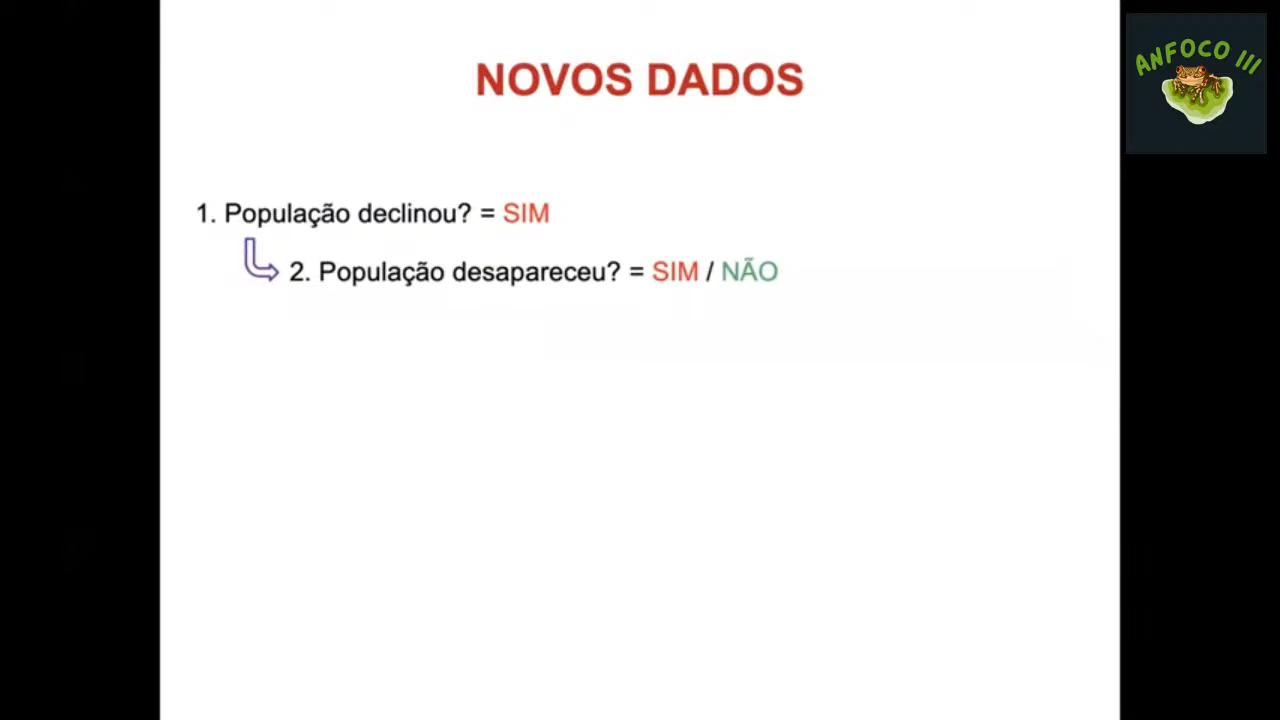 NOVOS DADOS
ANFOCO III
1. População declinou? = SIM
2. População desapareceu? = SIM / NÃO